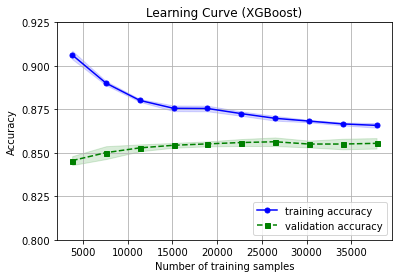 Learning Curve (XGBoost)
0.925
0.900
0.875
0.850
0.825
0.800
Accuracy
5000 10000 15000 20000 25000 30000 35000
Number of training samples
training accuracy
validation accuracy